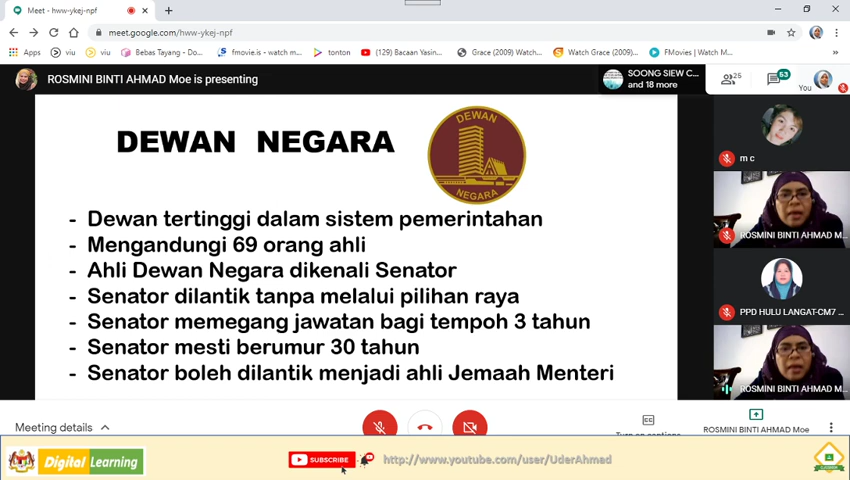 Meet - hww-ykej-npf
meet.google.com/hww-ykej-npf
Apps viu viu Bebas Tayang - Do... fmovie.is - watch m... tonton (129) Bacaan Yasin... Grace (2009) Watc... Watch Grace (2009)... FMovies | Watch M...
ROSMINI BINTI AHMAD Moe is presenting
SOONG SIEW C...
and 18 more
25
53
You
DEWAN NEGARA
DEWAN
NEGARA
- Dewan tertinggi dalam sistem pemerintahan
- Mengandungi 69 orang ahli
- Ahli Dewan Negara dikenali Senator
- Senator dilantik tanpa melalui pilihan raya
- Senator memegang jawatan bagi tempoh 3 tahun
- Senator mesti berumur 30 tahun
- Senator boleh dilantik menjadi ahli Jemaah Menteri
m c
ROSMINI BINTI AHMAD M...
PPD HULU LANGAT-CM7 ...
ROSMINI BINTI AHMAD M...
Meeting details
Turn on captions
ROSMINI BINTI AHMAD Moe
Digital Learning
SUBSCRIBE
http://www.youtube.com/user/UderAhmad